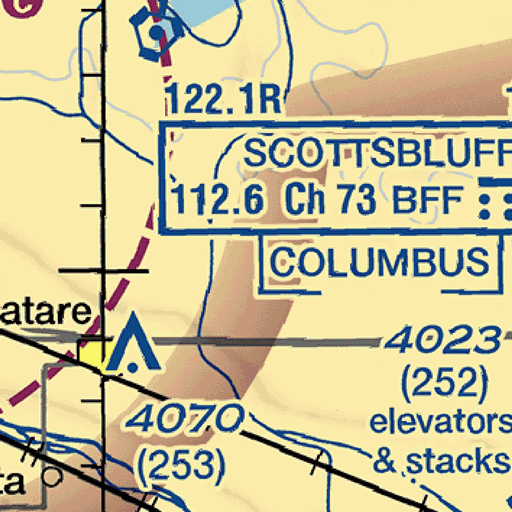 122.1R
SCOTTSBLUFF
112.6 Ch 73 BFF
COLUMBUS
atare
4023
(252)
elevators
& stacks
4070
(253)
ta